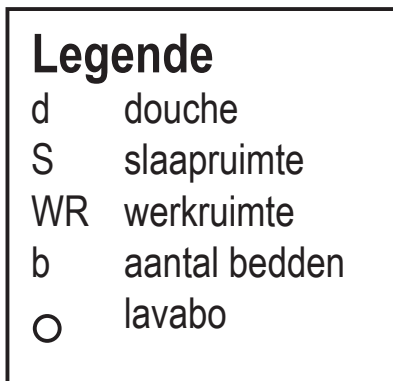 Legende
d douche
S slaapruimte
WR werkruimte
b aantal bedden
lavabo